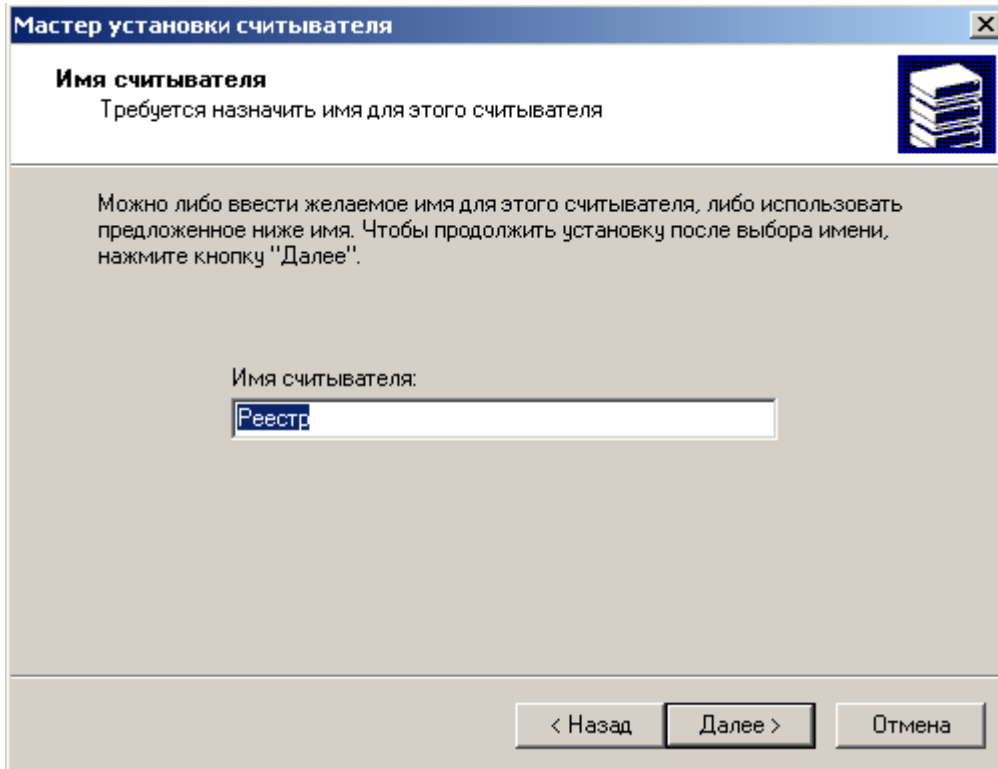 Мастер установки считывателя
Имя считывателя
Требуется назначить имя для этого считывателя
Можно либо ввести желаемое имя для этого считывателя, либо использовать
предложенное ниже имя. Чтобы продолжить установку после выбора имени,
нажмите кнопку "Далее".
Имя считывателя:
Реестр
< Назад
Далее >
Отмена